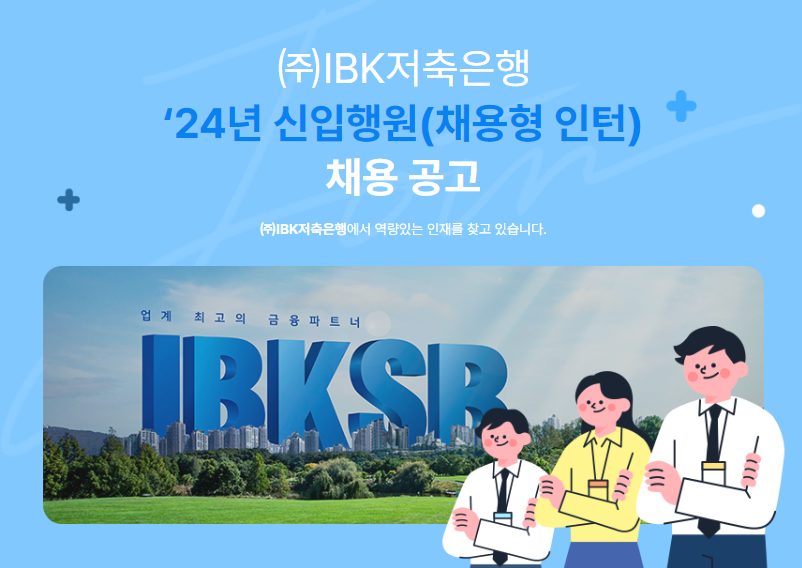 ㈜IBK저축은행
‘24년 신입행원(채용형 인턴)
채용 공고
㈜IBK저축은행에서 역량있는 인재를 찾고 있습니다.
업계 최고의 금융파트너
IBKSB
Join